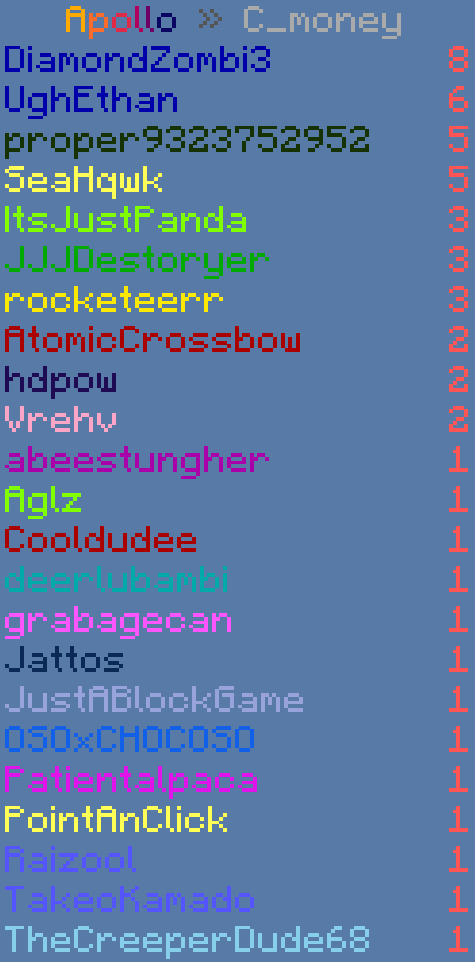 Apollo » C_money
DiamondZombi3 8
UghEthan 6
proper9323752952 5
SeaHqwk 5
ItsJustPanda 3
JJJDestoryer 3
rocketeerr 3
AtomicCrossbow 2
hdpow 2
Vrehv 2
abeestungher 1
Aglz 1
Cooldudee 1
deerlubambi 1
grabagecan 1
Jattos 1
JustABlockGame 1
OSOxCHOCOSO 1
Patientalpaca 1
PointAnClick 1
Raizool 1
TakeoKamado 1
TheCreeperDude68 1